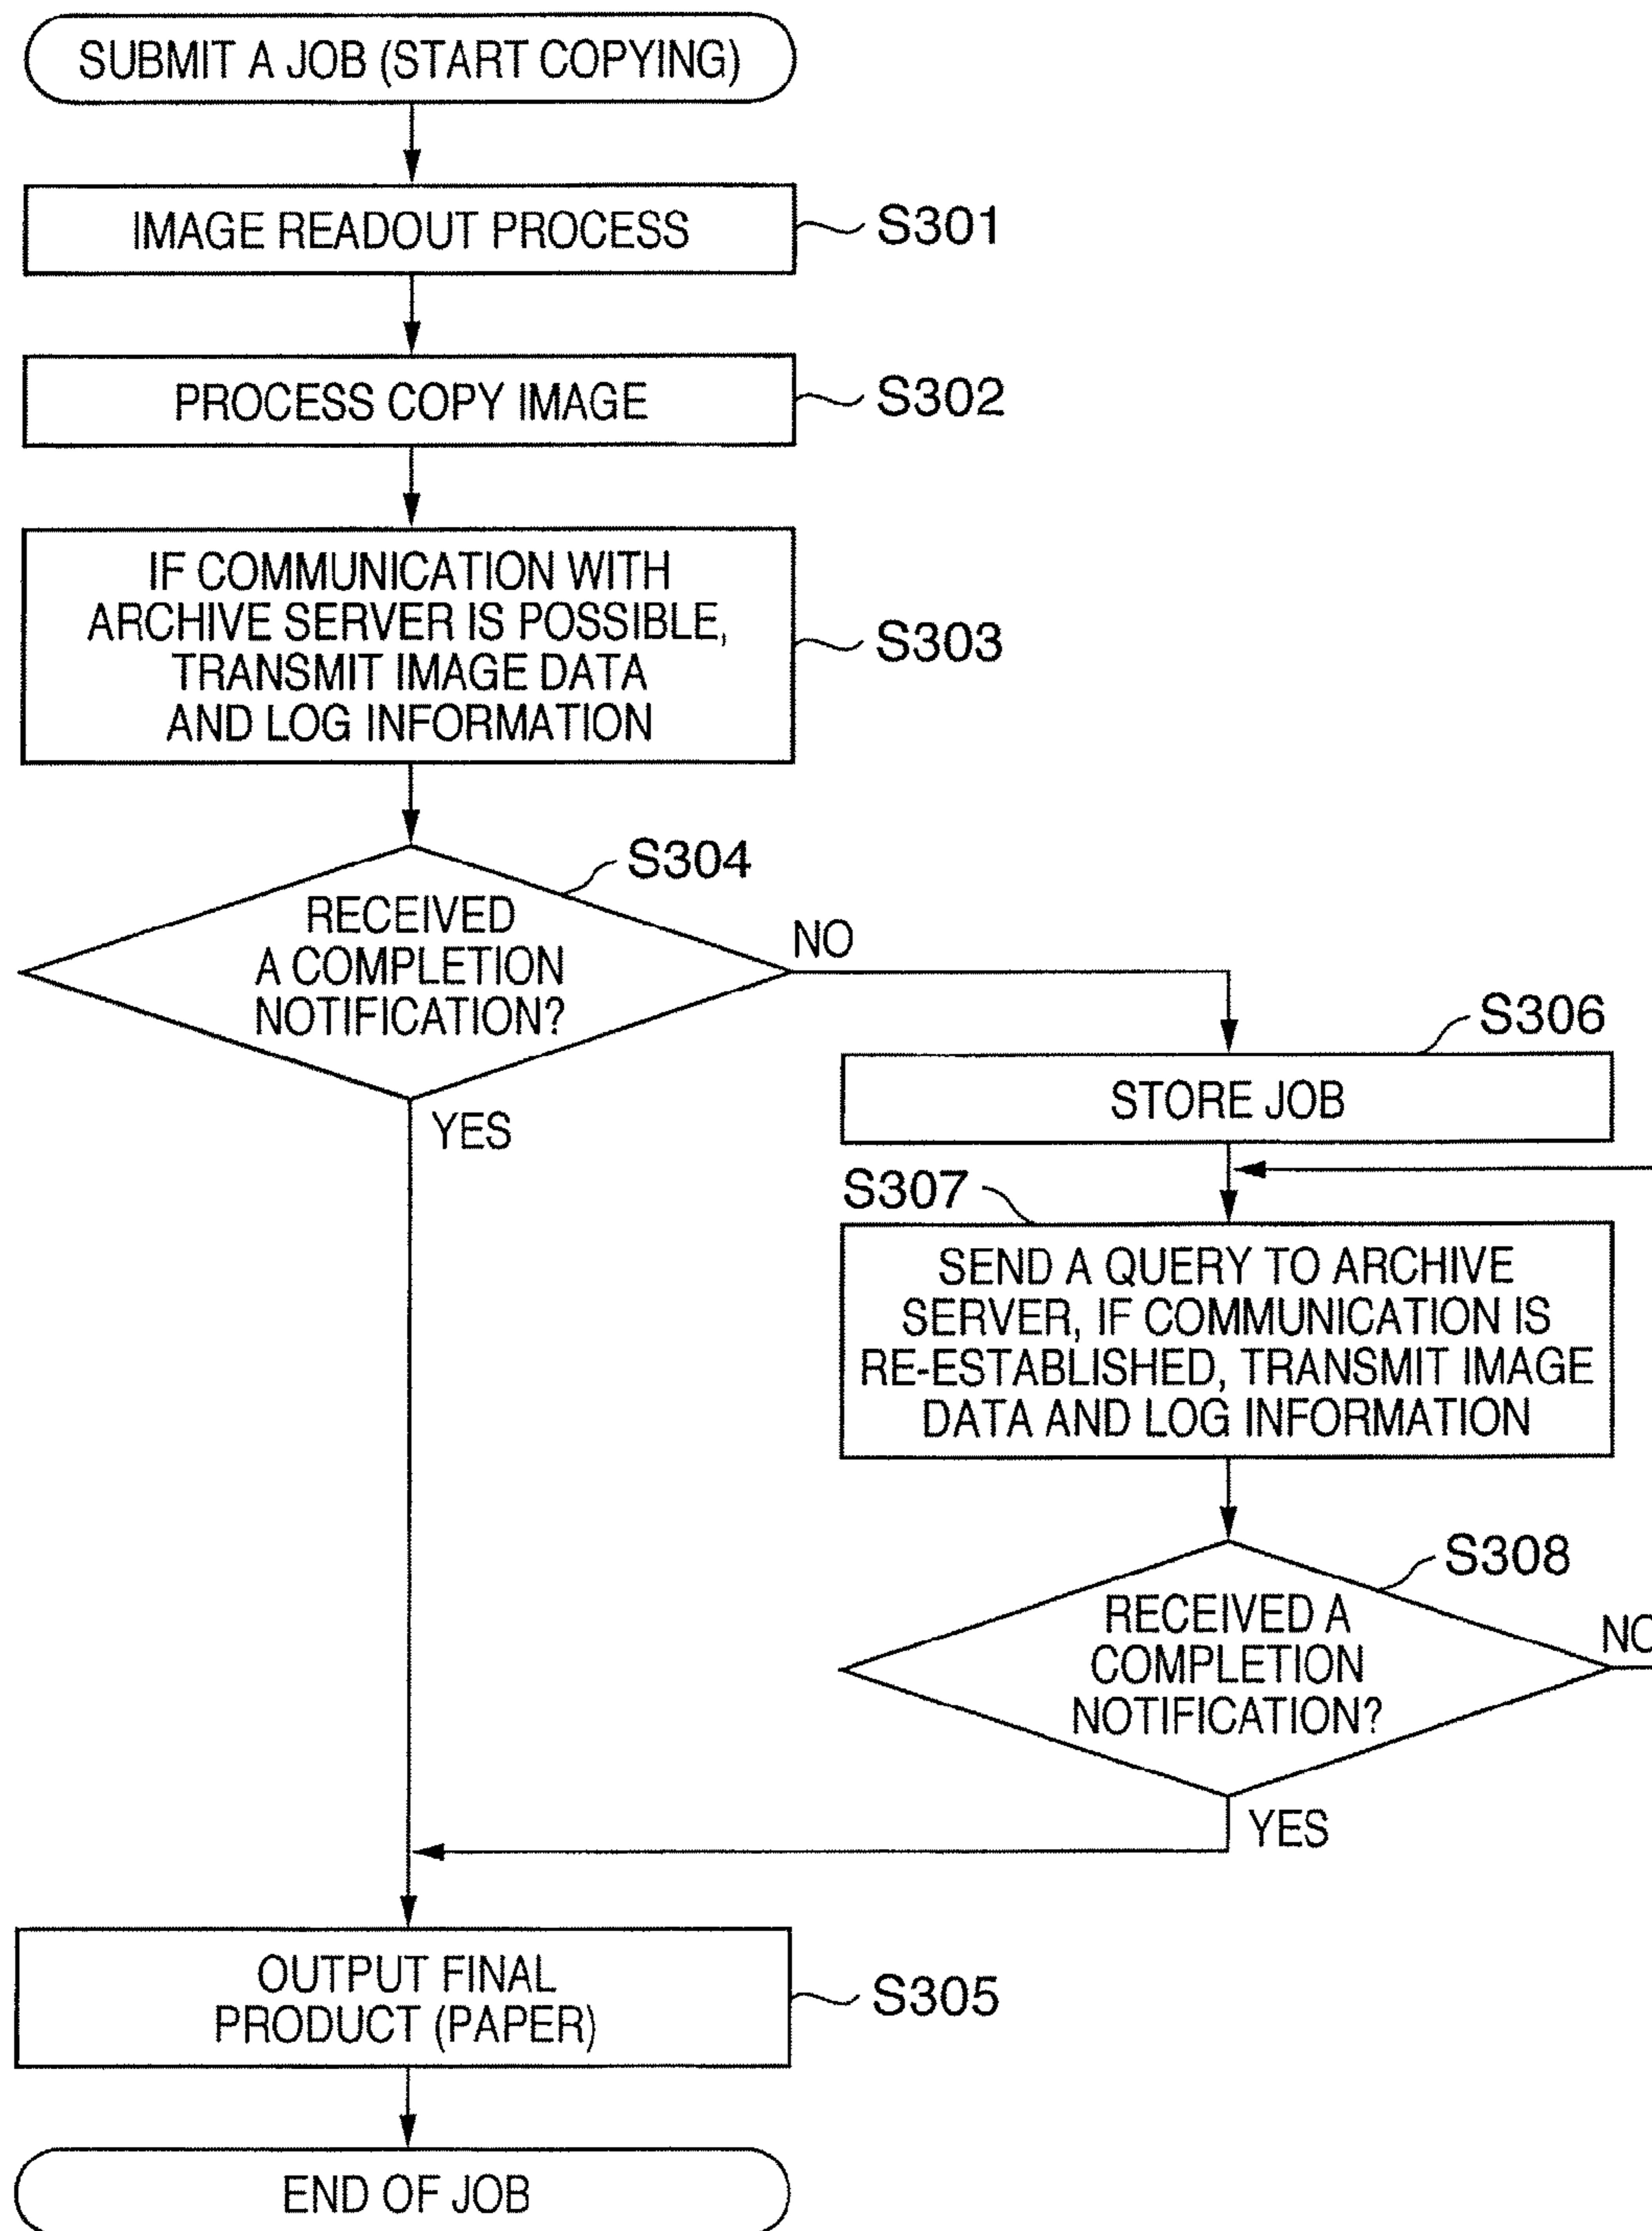 SUBMIT A JOB (START COPYING)
IMAGE READOUT PROCESS
S301
PROCESS COPY IMAGE
S302
IF COMMUNICATION WITH
ARCHIVE SERVER IS POSSIBLE,
TRANSMIT IMAGE DATA
AND LOG INFORMATION
S303
S304
RECEIVED
A COMPLETION
NOTIFICATION?
NO
YES
S306
STORE JOB
S307
SEND A QUERY TO ARCHIVE
SERVER, IF COMMUNICATION IS
RE-ESTABLISHED, TRANSMIT IMAGE
DATA AND LOG INFORMATION
S308
RECEIVED A
COMPLETION
NOTIFICATION?
NO
YES
OUTPUT FINAL
PRODUCT (PAPER)
S305
END OF JOB